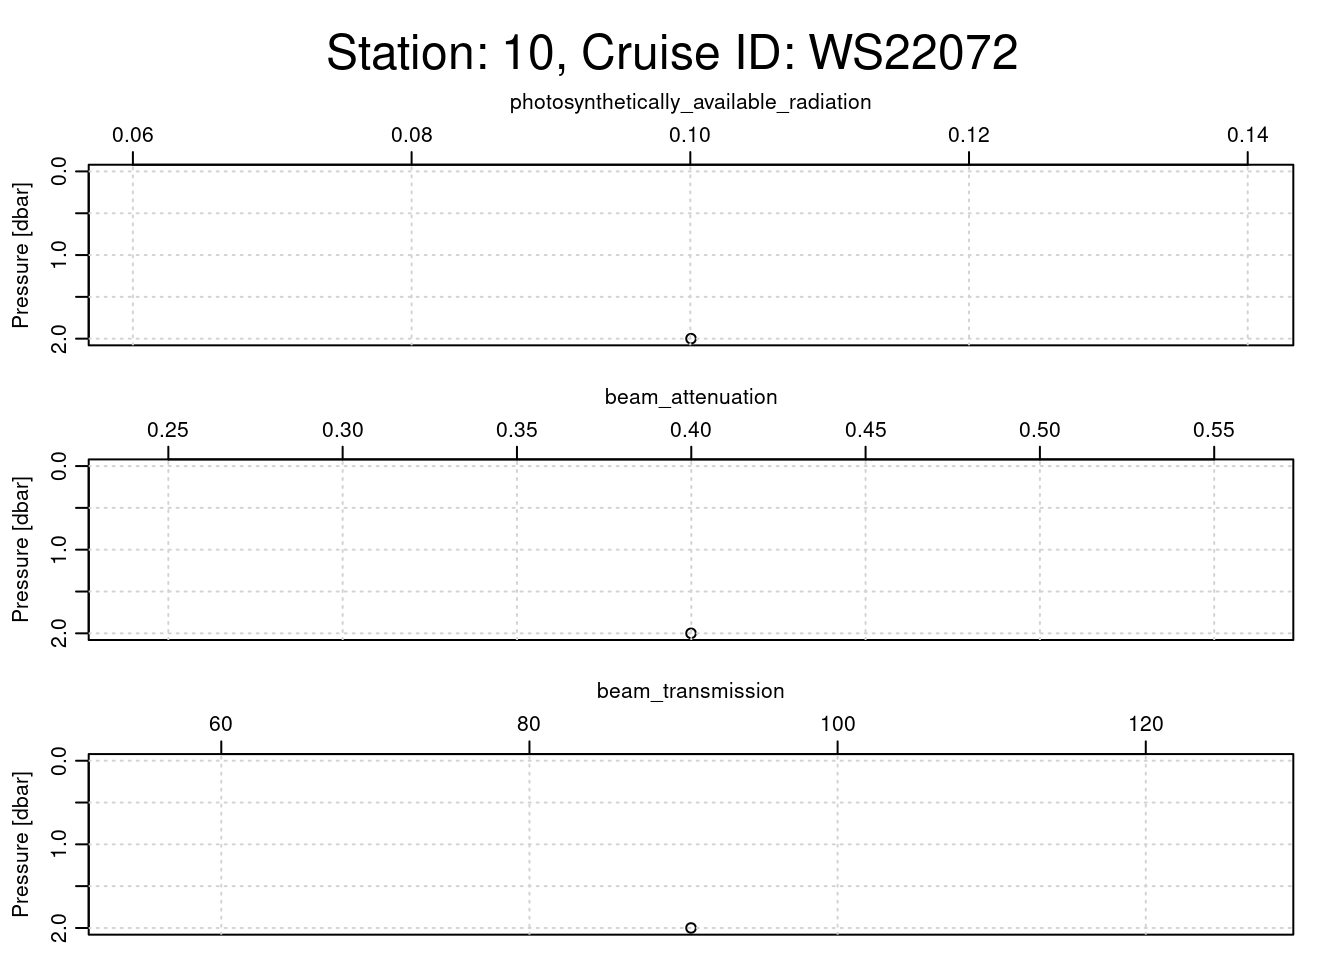 Station: 10, Cruise ID: WS22072
photosynthetically_available_radiation
0.06 0.08 0.10 0.12 0.14
Pressure [dbar]
0.0
1.0
2.0
beam_attenuation
0.25 0.30 0.35 0.40 0.45 0.50 0.55
Pressure [dbar]
0.0
1.0
2.0
beam_transmission
60 80 100 120
Pressure [dbar]
0.0
1.0
2.0